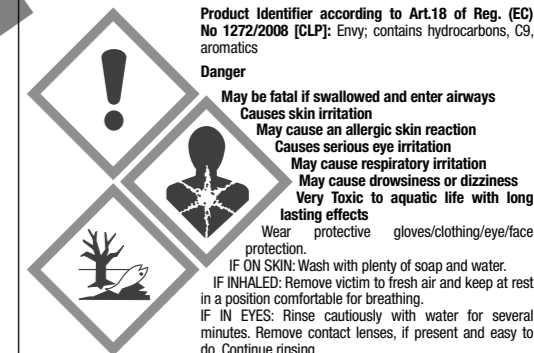 Product Identifier according to Art.18 of Reg. (EC)
No 1272/2008 [CLP]: Envy; contains hydrocarbons, C9,
aromatics
Danger
May be fatal if swallowed and enter airways
Causes skin irritation
May cause an allergic skin reaction
Causes serious eye irritation
May cause respiratory irritation
May cause drowsiness or dizziness
Very Toxic to aquatic life with long
lasting effects
Wear protective gloves/clothing/eye/face
protection.
IF ON SKIN: Wash with plenty of soap and water.
IF INHALED: Remove victim to fresh air and keep at rest
in a position comfortable for breathing.
IF IN EYES: Rinse cautiously with water for several
minutes. Remove contact lenses, if present and easy to
do. Continue rinsing